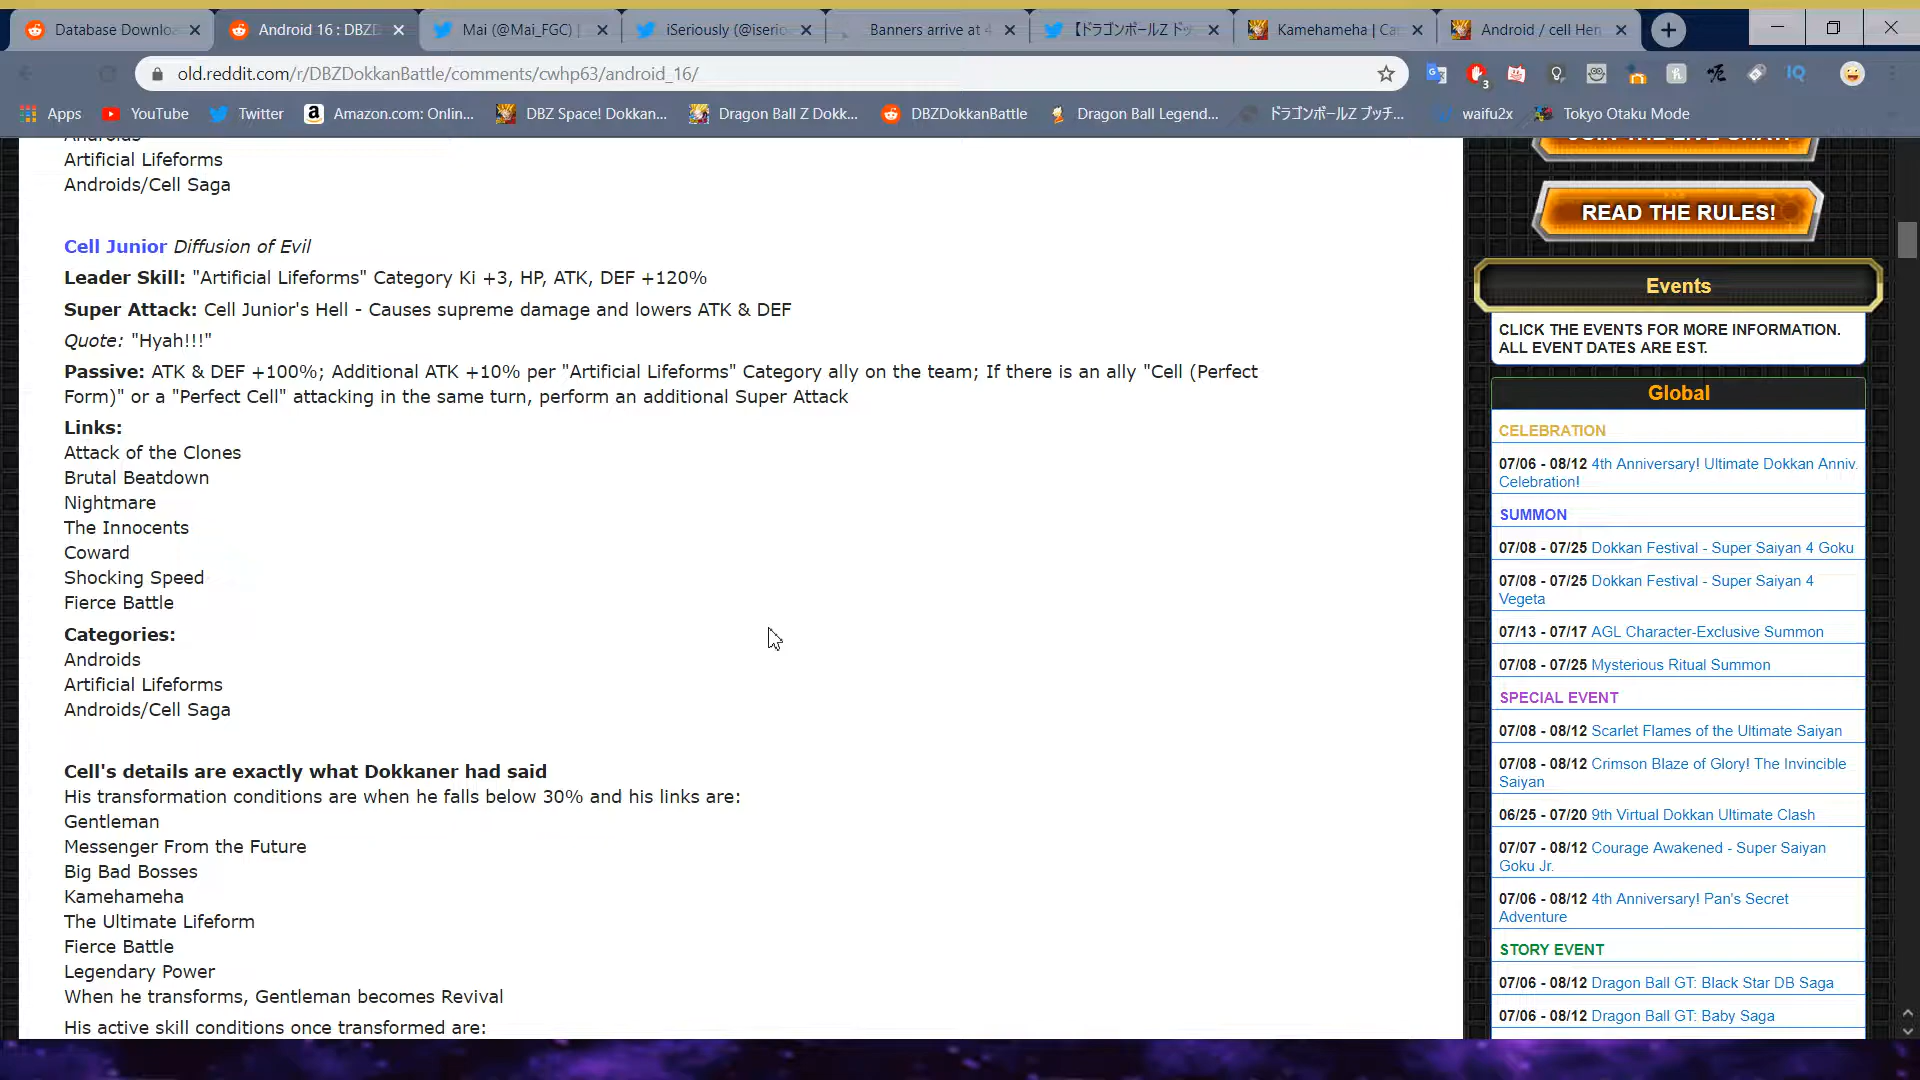 Database Downlo
Android 16 : DBZD
Mai (@Mai_FGC) |
iSeriously (@iserio
Banners arrive at 4
【ドラゴンボールZ ドッ
Kamehameha | Ca
Android / cell Hen
old.reddit.com/r/DBZDokkanBattle/comments/cwhp63/android_16/
3
IQ
Apps
YouTube
Twitter
Amazon.com: Onlin...
DBZ Space! Dokkan...
Dragon Ball Z Dokk...
DBZDokkanBattle
Dragon Ball Legend...
ドラゴンボールZ ブッチ...
waifu2x
Tokyo Otaku Mode
Androids
Artificial Lifeforms
Androids/Cell Saga
Cell Junior Diffusion of Evil
Leader Skill: "Artificial Lifeforms" Category Ki +3, HP, ATK, DEF +120%
Super Attack: Cell Junior's Hell - Causes supreme damage and lowers ATK & DEF
Quote: "Hyah!!!"
Passive: ATK & DEF +100%; Additional ATK +10% per "Artificial Lifeforms" Category ally on the team; If there is an ally "Cell (Perfect
Form)" or a "Perfect Cell" attacking in the same turn, perform an additional Super Attack
Links:
Attack of the Clones
Brutal Beatdown
Nightmare
The Innocents
Coward
Shocking Speed
Fierce Battle
Categories:
Androids
Artificial Lifeforms
Androids/Cell Saga
Cell's details are exactly what Dokkaner had said
His transformation conditions are when he falls below 30% and his links are:
Gentleman
Messenger From the Future
Big Bad Bosses
Kamehameha
The Ultimate Lifeform
Fierce Battle
Legendary Power
When he transforms, Gentleman becomes Revival
His active skill conditions once transformed are:
JOIN THE LIVE CHAT!
READ THE RULES!
Events
CLICK THE EVENTS FOR MORE INFORMATION.
ALL EVENT DATES ARE EST.
Global
CELEBRATION
07/06 - 08/12 4th Anniversary! Ultimate Dokkan Anniv.
Celebration!
SUMMON
07/08 - 07/25 Dokkan Festival - Super Saiyan 4 Goku
07/08 - 07/25 Dokkan Festival - Super Saiyan 4
Vegeta
07/13 - 07/17 AGL Character-Exclusive Summon
07/08 - 07/25 Mysterious Ritual Summon
SPECIAL EVENT
07/08 - 08/12 Scarlet Flames of the Ultimate Saiyan
07/08 - 08/12 Crimson Blaze of Glory! The Invincible
Saiyan
06/25 - 07/20 9th Virtual Dokkan Ultimate Clash
07/07 - 08/12 Courage Awakened - Super Saiyan
Goku Jr.
07/06 - 08/12 4th Anniversary! Pan's Secret
Adventure
STORY EVENT
07/06 - 08/12 Dragon Ball GT: Black Star DB Saga
07/06 - 08/12 Dragon Ball GT: Baby Saga